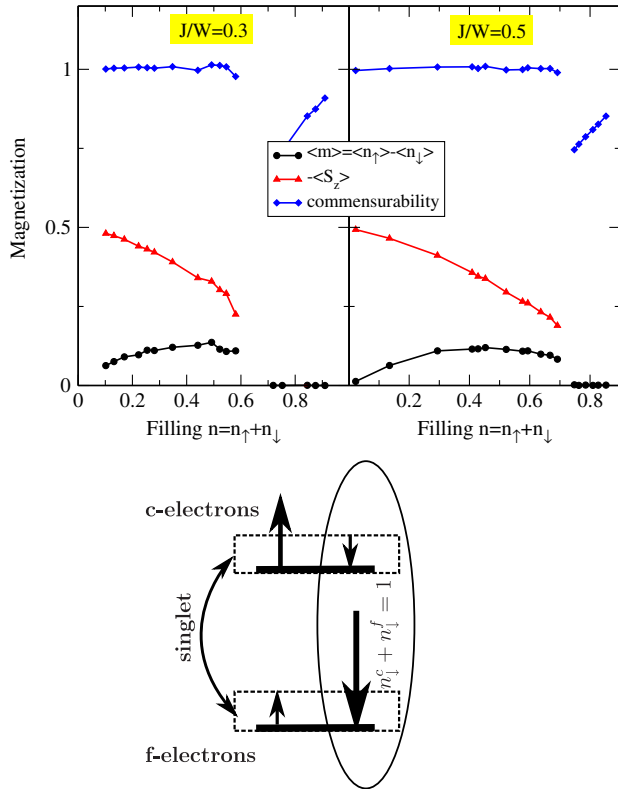 J/W=0.3
J/W=0.5
1
0.5
0
Magnetization
<m>=<n↑>-<n↓>
-<S_z>
commensurability
0 0.2 0.4 0.6 0.8
0.2 0.4 0.6 0.8
Filling n=n↑+n↓
Filling n=n↑+n↓
c-electrons
singlet
n↓^c + n↓^f = 1
f-electrons